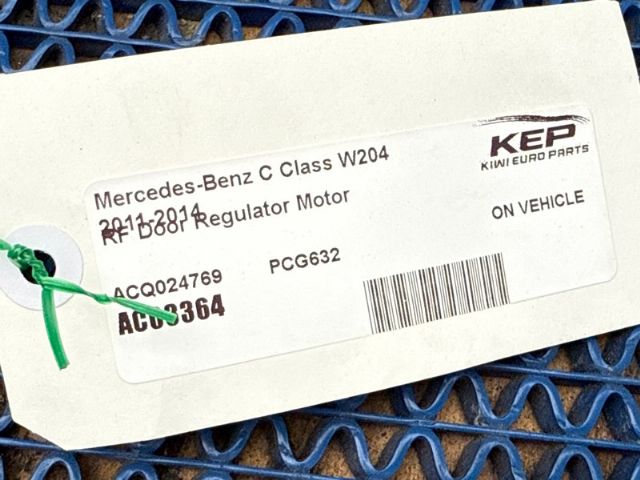 KEP
KIWI EURO PARTS
Mercedes-Benz C Class W204
2011-2014
RF Door Regulator Motor
ON VEHICLE
ACQ024769
PCG632